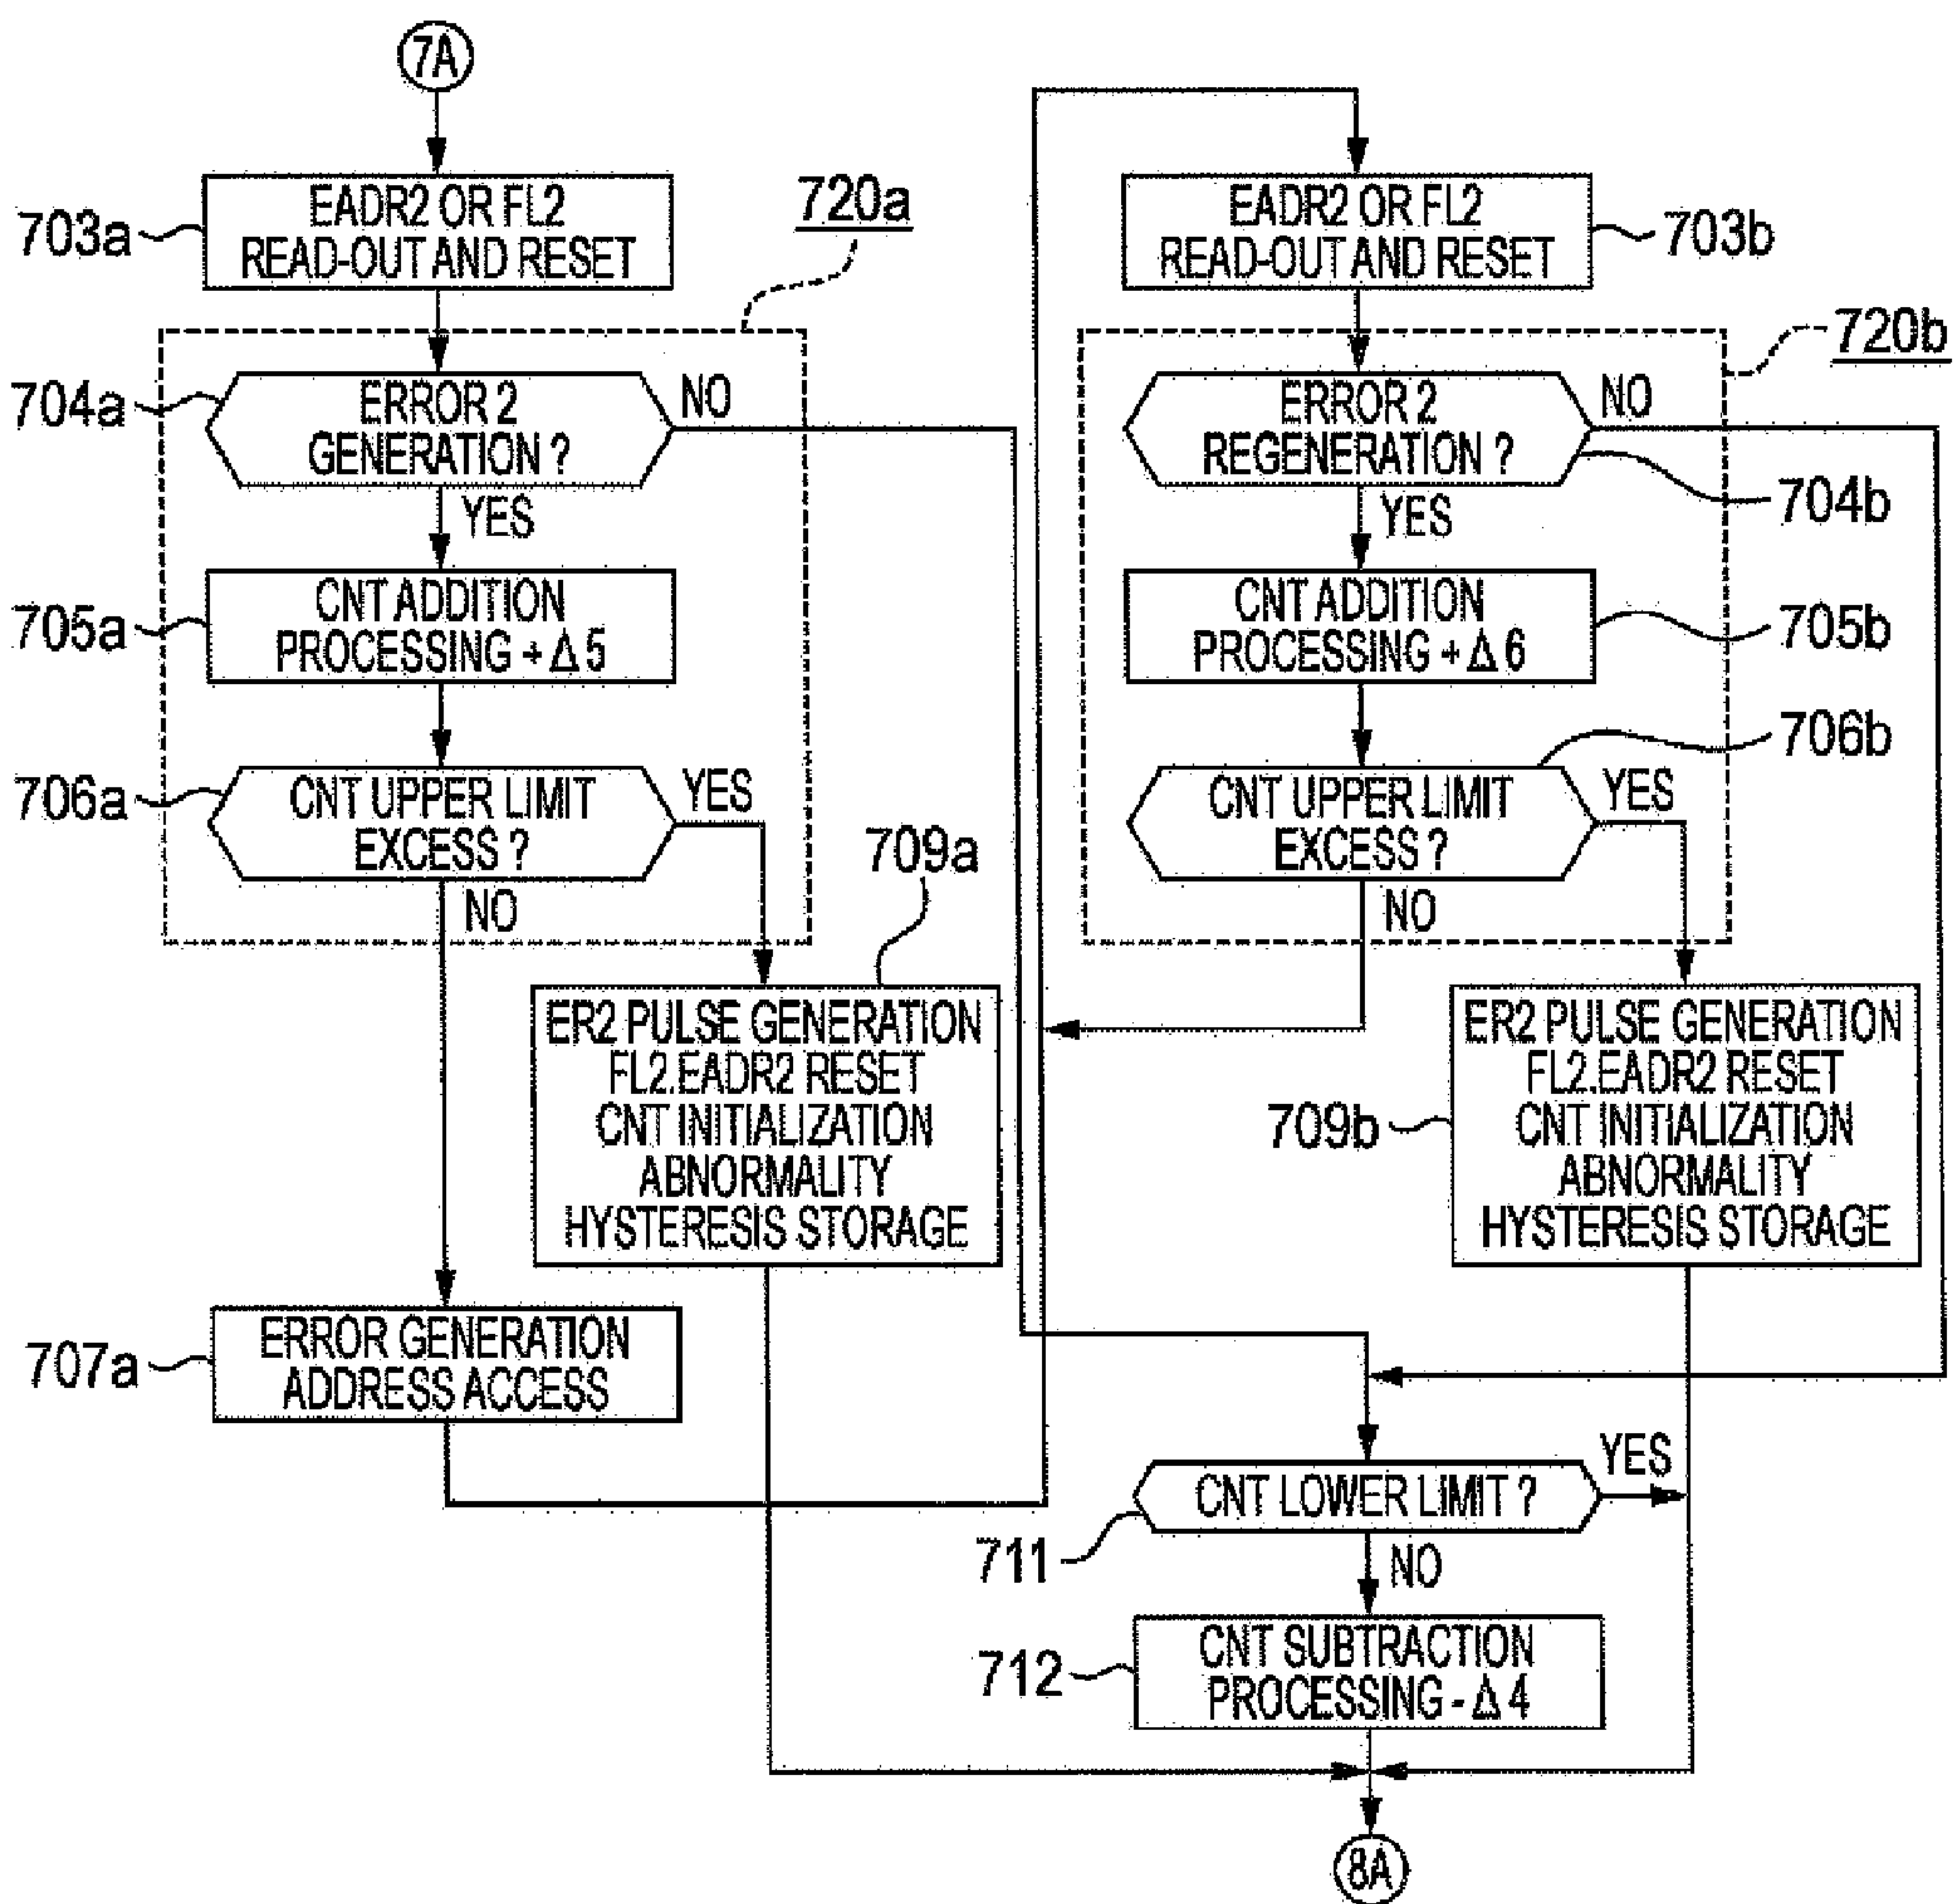 7A
703a
EADR2 OR FL2
READ-OUT AND RESET
720a
704a
ERROR 2
GENERATION ?
NO
YES
705a
CNT ADDITION
PROCESSING + Δ 5
706a
CNT UPPER LIMIT
EXCESS ?
YES
NO
709a
ER2 PULSE GENERATION
FL2.EADR2 RESET
CNT INITIALIZATION
ABNORMALITY
HYSTERESIS STORAGE
707a
ERROR GENERATION
ADDRESS ACCESS
EADR2 OR FL2
READ-OUT AND RESET
703b
720b
ERROR 2
REGENERATION ?
NO
704b
YES
CNT ADDITION
PROCESSING + Δ 6
705b
706b
CNT UPPER LIMIT
EXCESS ?
YES
NO
709b
ER2 PULSE GENERATION
FL2.EADR2 RESET
CNT INITIALIZATION
ABNORMALITY
HYSTERESIS STORAGE
CNT LOWER LIMIT ?
YES
711
NO
712
CNT SUBTRACTION
PROCESSING - Δ 4
8A